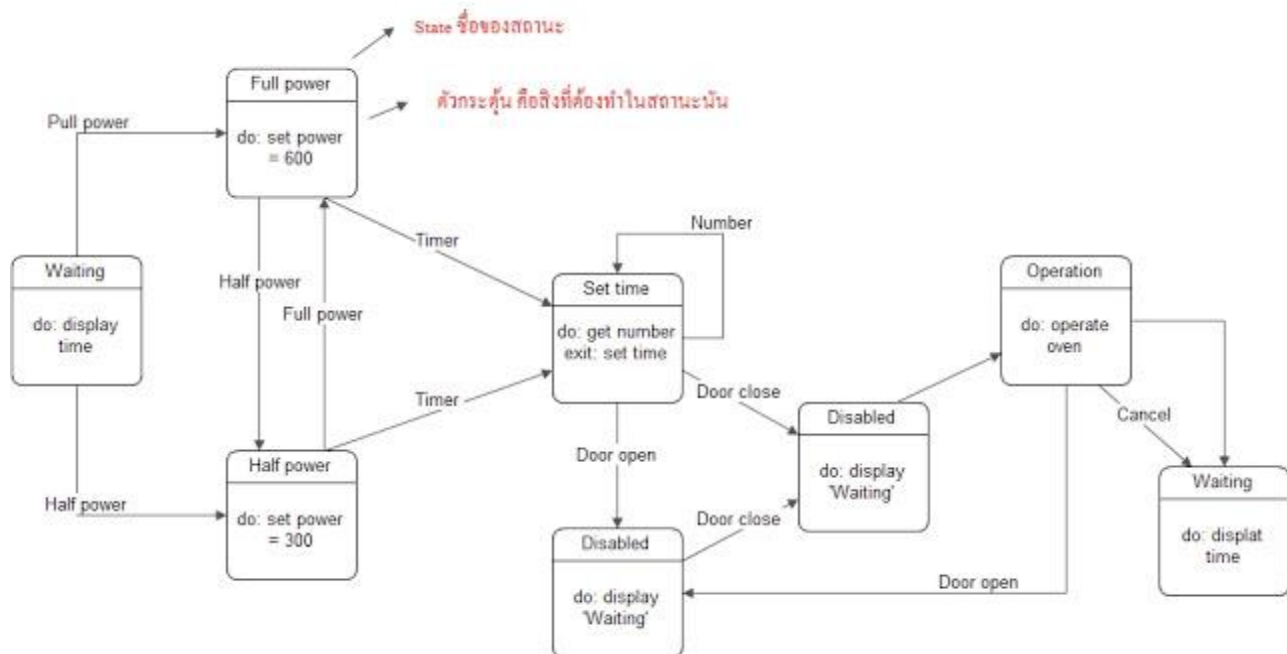 State ชื่อของสถานะ
Full power
ตัวกระตุ้น คือสิ่งที่ต้องทำในสถานะนั้น
Pull power
do: set power
= 600
Number
Timer
Waiting
Half power
Full power
Set time
Operation
do: display
time
do: get number
exit: set time
do: operate
oven
Timer
Door close
Disabled
Cancel
Half power
Half power
Door open
do: display
'Waiting'
Waiting
do: set power
= 300
Disabled
Door close
do: displat
time
do: display
'Waiting'
Door open